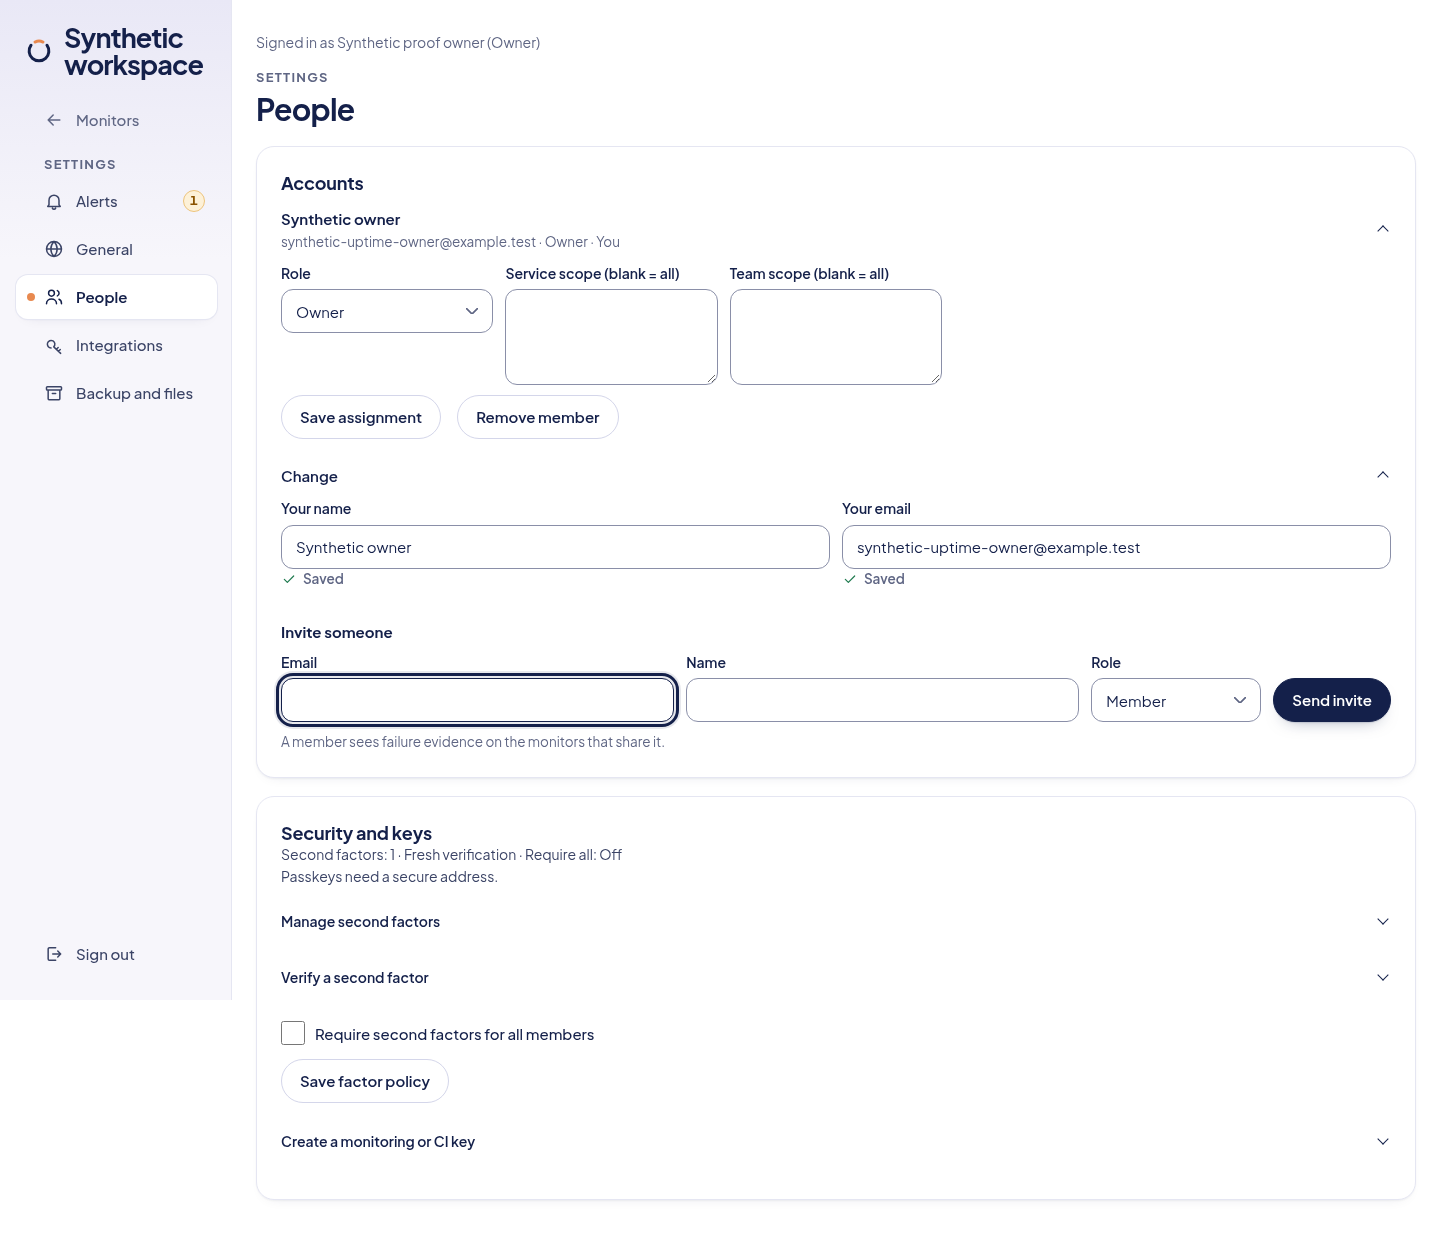 Synthetic
workspace
Monitors
SETTINGS
Alerts 1
General
People
Integrations
Backup and files
Sign out
Signed in as Synthetic proof owner (Owner)
SETTINGS
People
Accounts
Synthetic owner
synthetic-uptime-owner@example.test · Owner · You
Role Service scope (blank = all) Team scope (blank = all)
Owner
Save assignment Remove member
Change
Your name Your email
Synthetic owner synthetic-uptime-owner@example.test
Saved Saved
Invite someone
Email Name Role
Member Send invite
A member sees failure evidence on the monitors that share it.
Security and keys
Second factors: 1 · Fresh verification · Require all: Off
Passkeys need a secure address.
Manage second factors
Verify a second factor
Require second factors for all members
Save factor policy
Create a monitoring or CI key